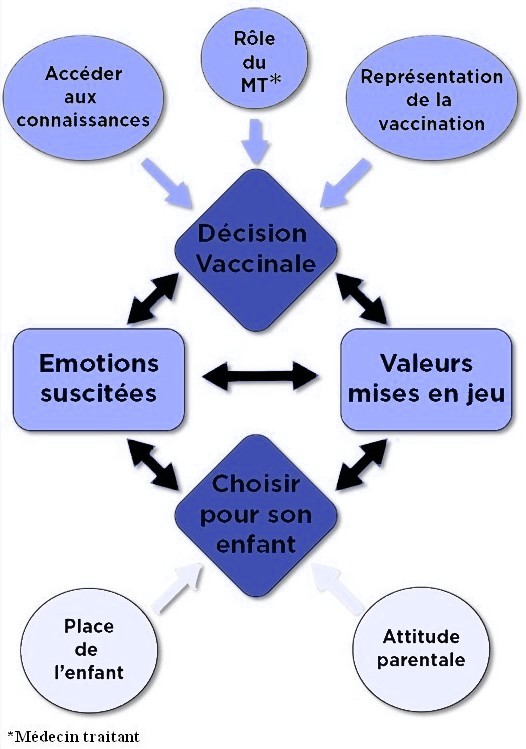 Accéder
aux
connaissances
Rôle
du
MT*
Représentation
de la
vaccination
Décision
Vaccinale
Emotions
suscitées
Valeurs
mises en jeu
Choisir
pour son
enfant
Place
de
l'enfant
Attitude
parentale
*Médecin traitant